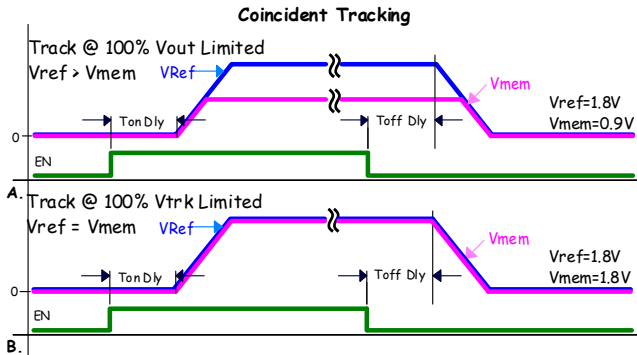 Coincident Tracking
Track @ 100% Vout Limited
Vref > Vmem
VRef
Vmem
Vref=1.8V
Vmem=0.9V
Ton Dly
Toff Dly
0
EN
A.
Track @ 100% Vtrk Limited
Vref = Vmem
VRef
Vmem
Vref=1.8V
Vmem=1.8V
Ton Dly
Toff Dly
0
EN
B.